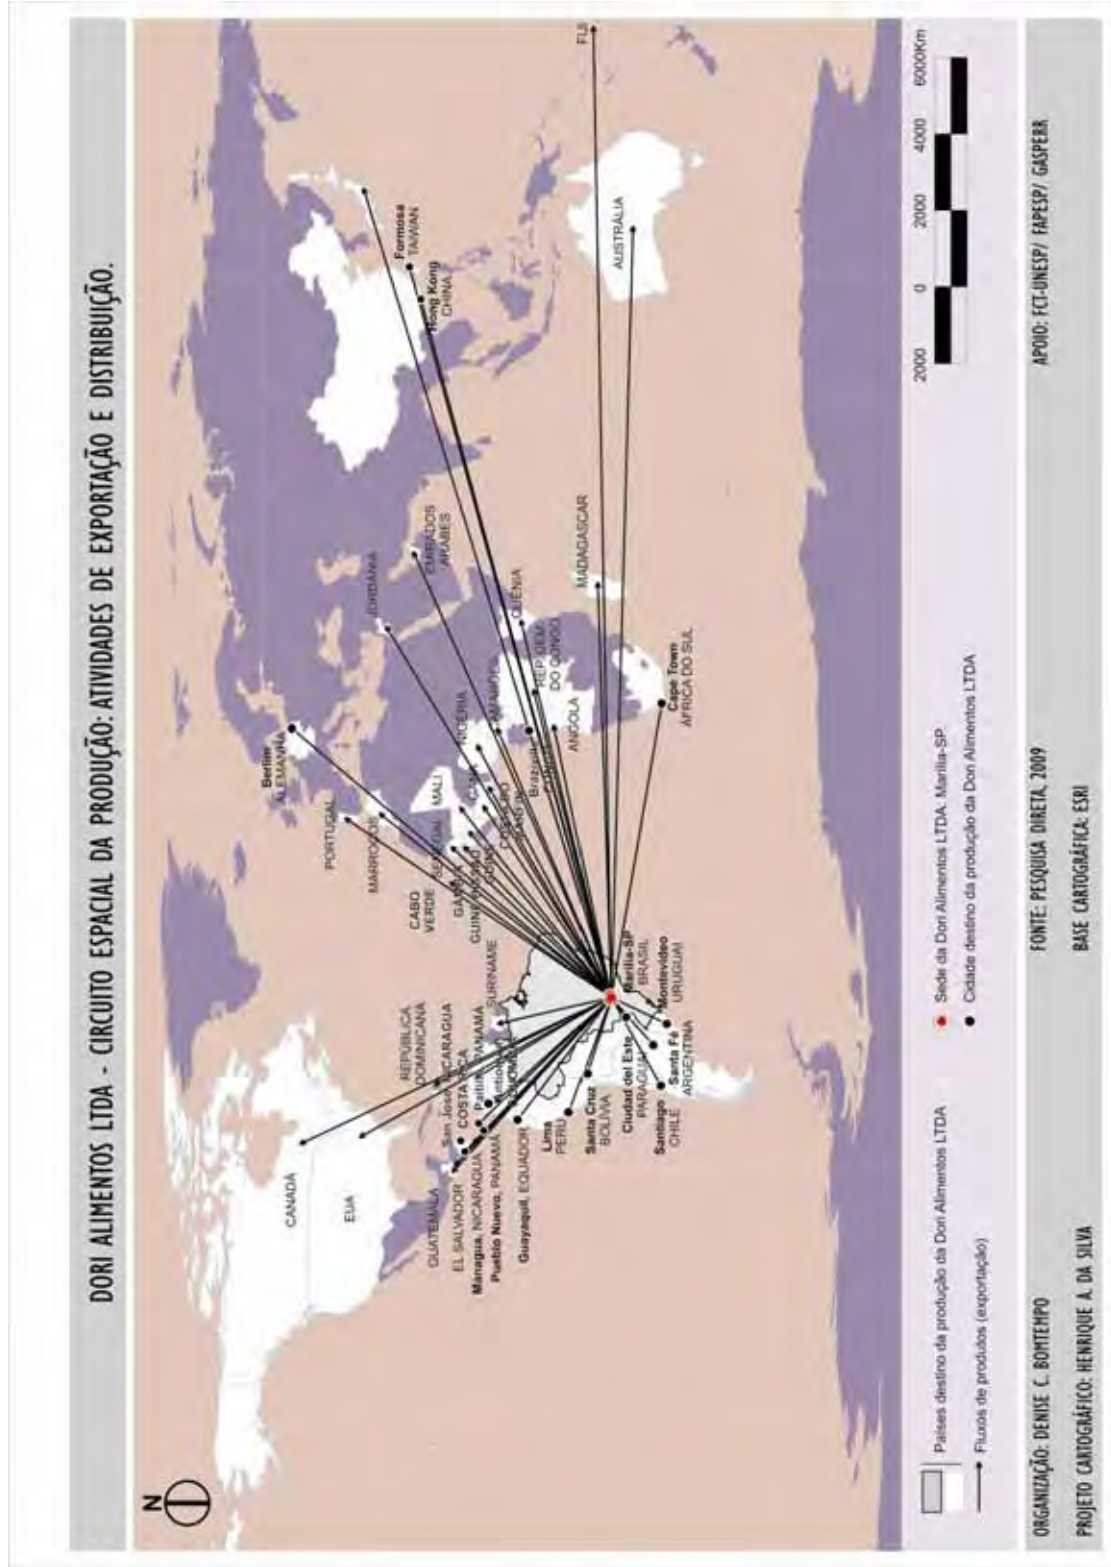 DORI ALIMENTOS LTDA - CIRCUITO ESPACIAL DA PRODUÇÃO: ATIVIDADES DE EXPORTAÇÃO E DISTRIBUIÇÃO.
N
CANADÁ
EUA
GUATEMALA
EL SALVADOR
Managua, NICARAGUA
Pueblo Nuevo, PANAMÁ
Guayaquil, EQUADOR
REPÚBLICA
DOMINICANA
San José, NICARAGUA
COSTA RICA
PANAMÁ
SURINAME
Lima
PERU
Santa Cruz
BOLÍVIA
Ciudad del Este
PARAGUAI
Santiago
CHILE
Santa Fé
ARGENTINA
Montevideo
URUGUAI
Marília-SP
BRASIL
Berlim
ALEMANHA
PORTUGAL
MARROCOS
CABO
VERDE
SENEGAL
MALI
NIGÉRIA
ANGOLA
REP. DEM.
DO CONGO
QUÊNIA
JORDÂNIA
EMIRADOS
ÁRABES
MADAGASCAR
Cape Town
ÁFRICA DO SUL
Formosa
TAIWAN
Hong Kong
CHINA
AUSTRÁLIA
FIJI
Países destino da produção da Dori Alimentos LTDA
Fluxos de produtos (exportação)
Sede da Dori Alimentos LTDA: Marília-SP
Cidade destino da produção da Dori Alimentos LTDA
2000 0 2000 4000 6000Km
ORGANIZAÇÃO: DENISE C. BOMTEMPO
FONTE: PESQUISA DIRETA, 2009
APOIO: FCT-UNESP/ FAPESP/ GASPERR
PROJETO CARTOGRÁFICO: HENRIQUE A. DA SILVA
BASE CARTOGRÁFICA: ESRI